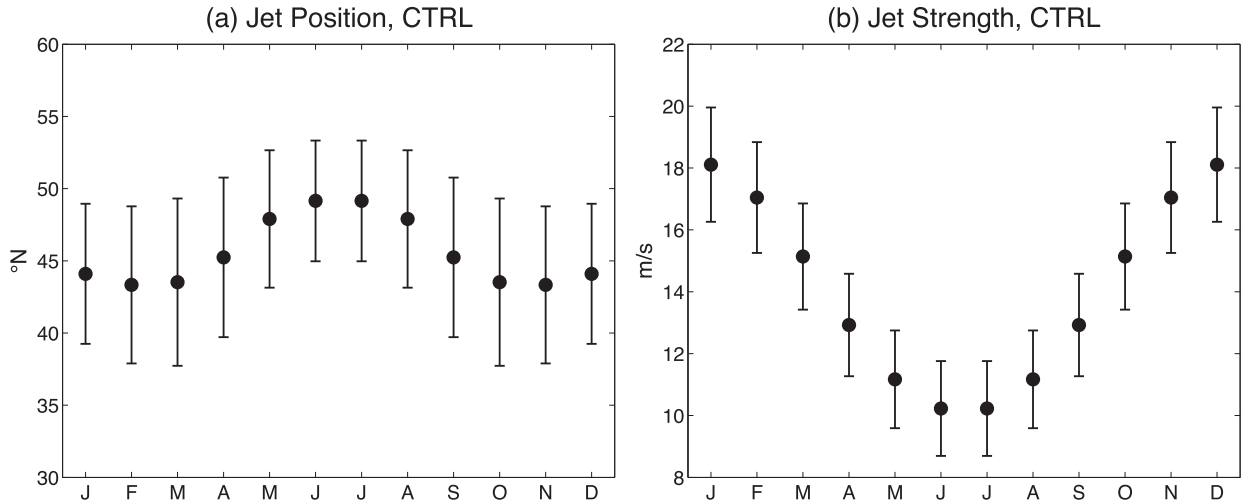 (a) Jet Position, CTRL
60
55
50
45
40
35
30
°N
J F M A M J J A S O N D
(b) Jet Strength, CTRL
22
20
18
16
14
12
10
8
m/s
J F M A M J J A S O N D